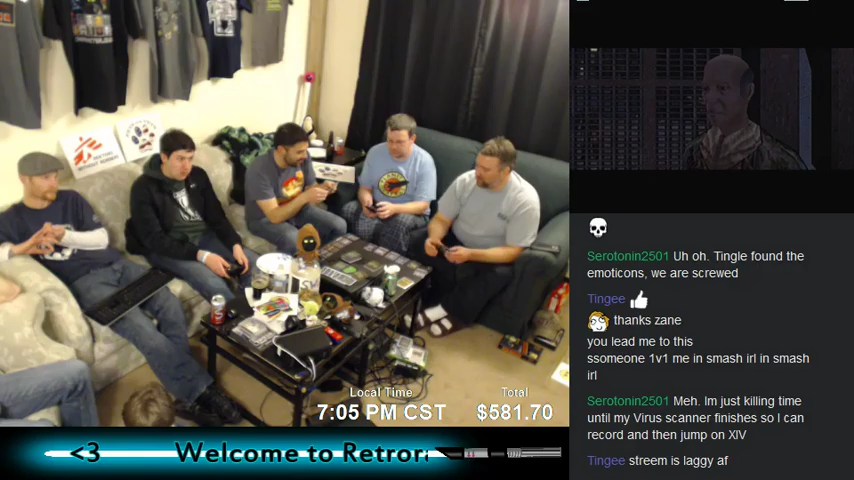 Local Time
Total
7:05 PM CST
$581.70
<3 Welcome to Retror
Serotonin2501 Uh oh. Tingle found the
emoticons, we are screwed
Tingee
thanks zane
you lead me to this
ssomeone 1v1 me in smash irl in smash
irl
Serotonin2501 Meh. Im just killing time
until my Virus scanner finishes so I can
record and then jump on XIV
Tingee streem is laggy af